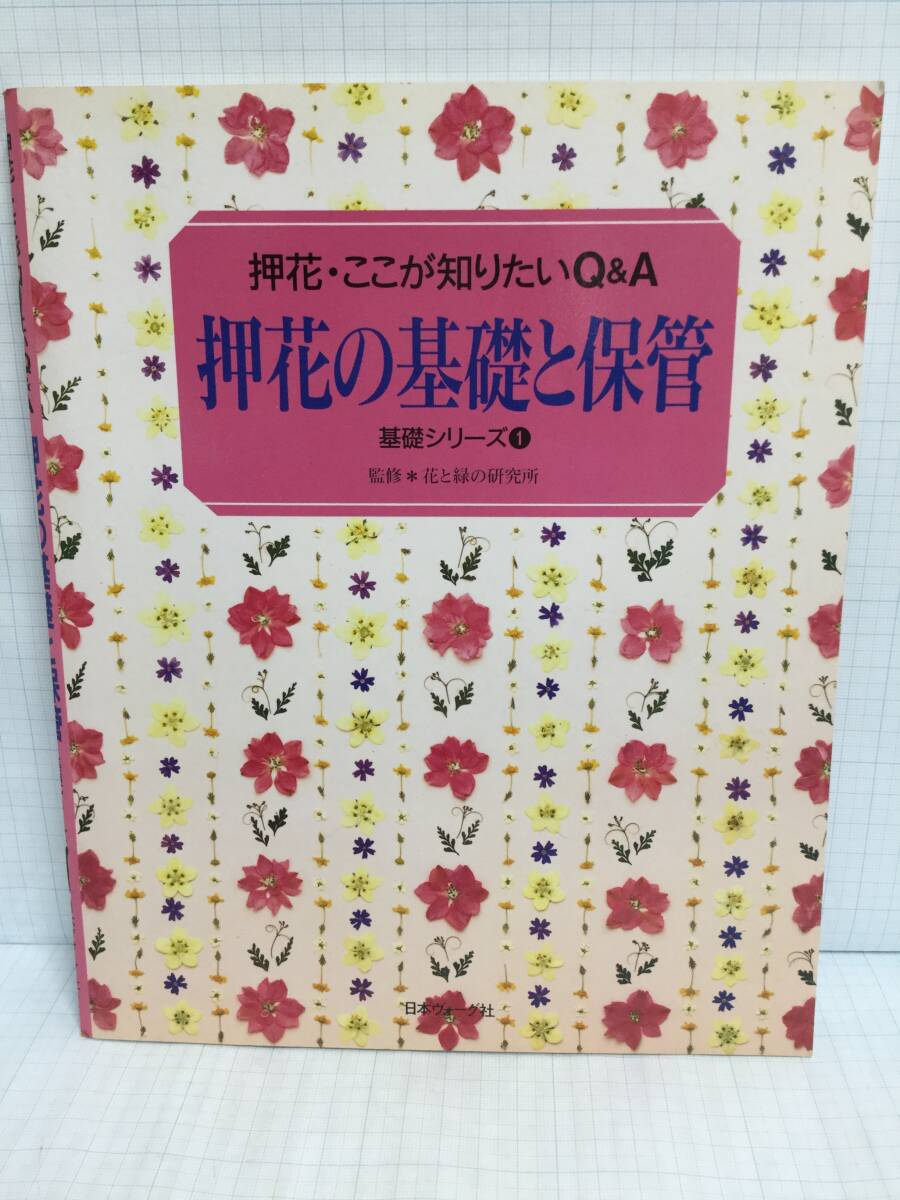 押花・ここが知りたいQ&A
押花の基礎と保管
基礎シリーズ❶
監修＊花と緑の研究所
日本ヴォーグ社